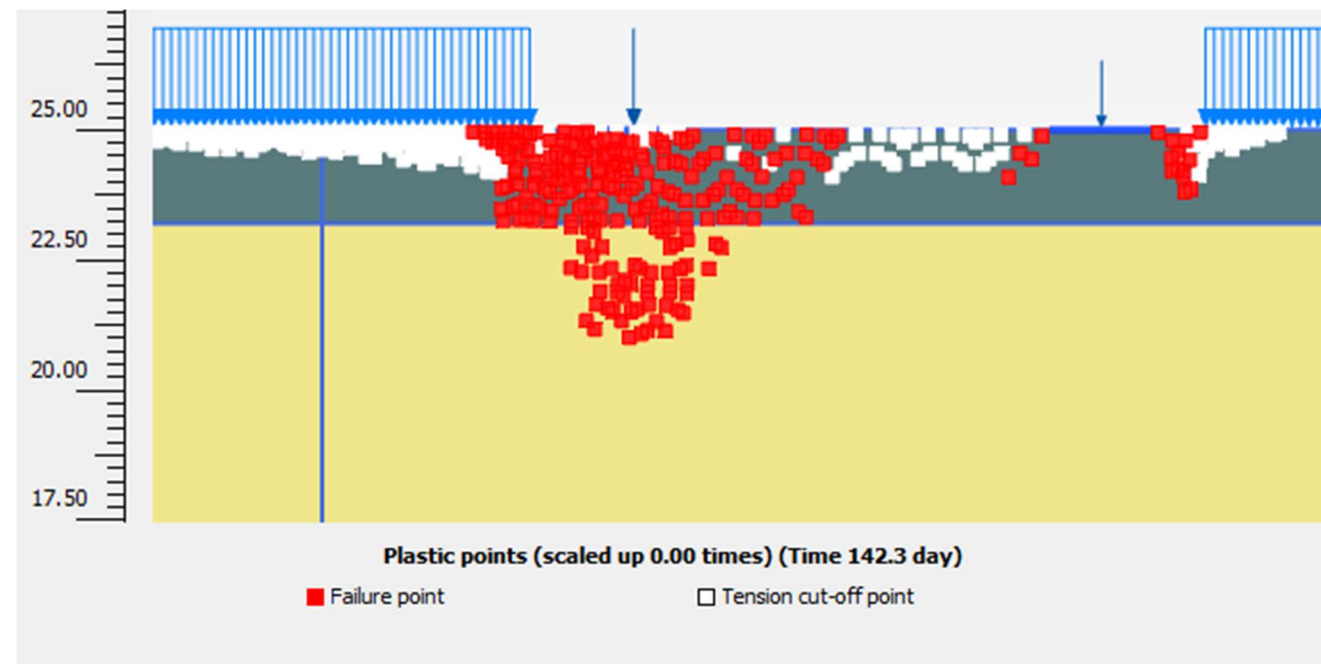 25.00
22.50
20.00
17.50
Plastic points (scaled up 0.00 times) (Time 142.3 day)
Failure point
Tension cut-off point